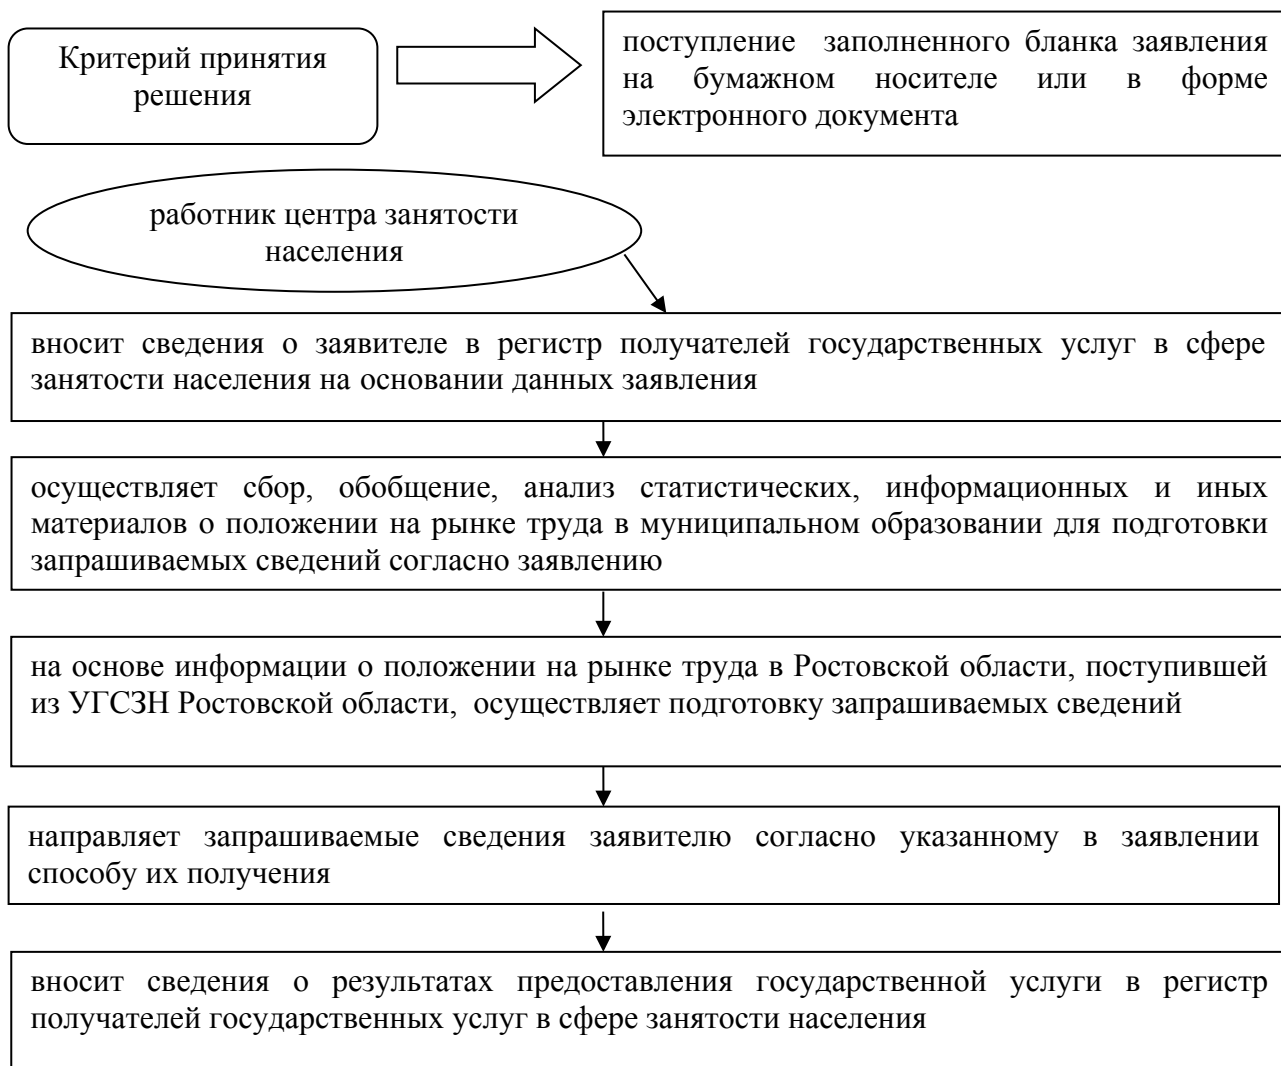 Критерий принятия
решения
поступление заполненного бланка заявления
на бумажном носителе или в форме
электронного документа
работник центра занятости
населения
вносит сведения о заявителе в регистр получателей государственных услуг в сфере
занятости населения на основании данных заявления
осуществляет сбор, обобщение, анализ статистических, информационных и иных
материалов о положении на рынке труда в муниципальном образовании для подготовки
запрашиваемых сведений согласно заявлению
на основе информации о положении на рынке труда в Ростовской области, поступившей
из УГСЗН Ростовской области, осуществляет подготовку запрашиваемых сведений
направляет запрашиваемые сведения заявителю согласно указанному в заявлении
способу их получения
вносит сведения о результатах предоставления государственной услуги в регистр
получателей государственных услуг в сфере занятости населения